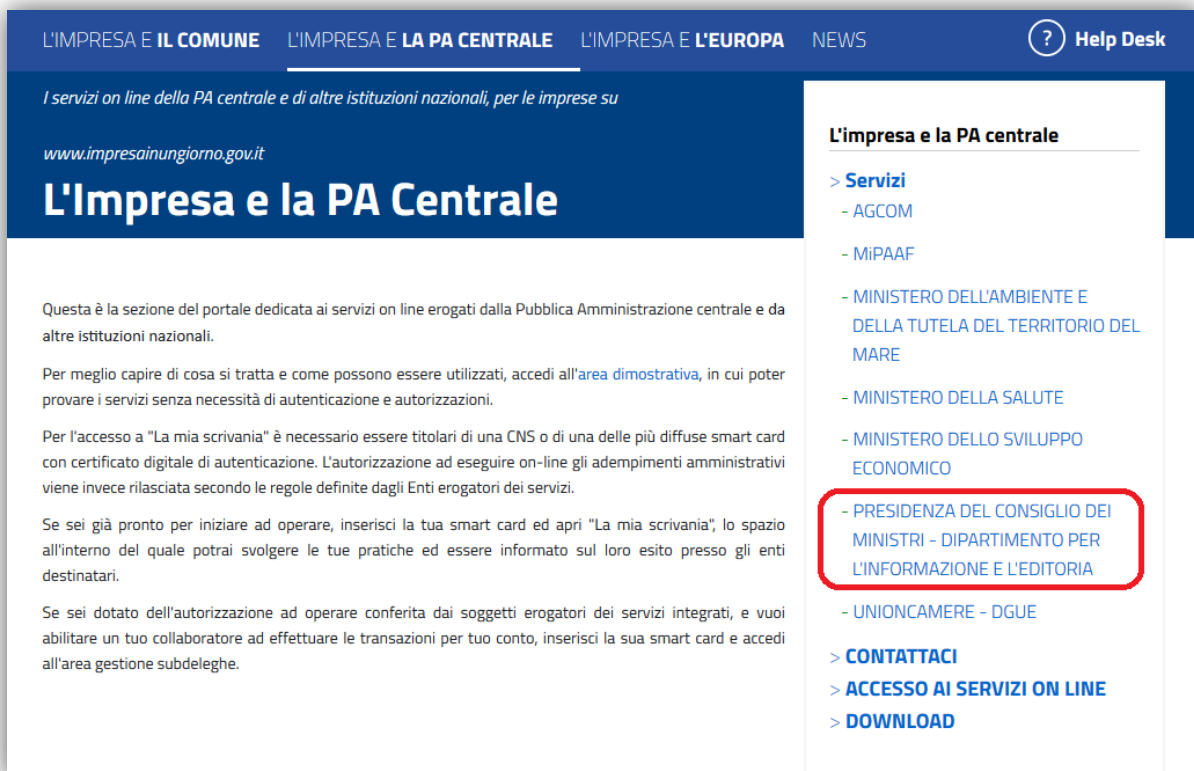 L'IMPRESA E IL COMUNE L'IMPRESA E LA PA CENTRALE L'IMPRESA E L'EUROPA NEWS ? Help Desk
I servizi on line della PA centrale e di altre istituzioni nazionali, per le imprese su
www.impresainungiorno.gov.it
L'Impresa e la PA Centrale
Questa è la sezione del portale dedicata ai servizi on line erogati dalla Pubblica Amministrazione centrale e da
altre istituzioni nazionali.
Per meglio capire di cosa si tratta e come possono essere utilizzati, accedi all'area dimostrativa, in cui poter
provare i servizi senza necessità di autenticazione e autorizzazioni.
Per l'accesso a "La mia scrivania" è necessario essere titolari di una CNS o di una delle più diffuse smart card
con certificato digitale di autenticazione. L'autorizzazione ad eseguire on-line gli adempimenti amministrativi
viene invece rilasciata secondo le regole definite dagli Enti erogatori dei servizi.
Se sei già pronto per iniziare ad operare, inserisci la tua smart card ed apri "La mia scrivania", lo spazio
all'interno del quale potrai svolgere le tue pratiche ed essere informato sul loro esito presso gli enti
destinatari.
Se sei dotato dell'autorizzazione ad operare conferita dai soggetti erogatori dei servizi integrati, e vuoi
abilitare un tuo collaboratore ad effettuare le transazioni per tuo conto, inserisci la sua smart card e accedi
all'area gestione subdeleghe.
L'impresa e la PA centrale
> Servizi
- AGCOM
- MiPAAF
- MINISTERO DELL'AMBIENTE E
DELLA TUTELA DEL TERRITORIO DEL
MARE
- MINISTERO DELLA SALUTE
- MINISTERO DELLO SVILUPPO
ECONOMICO
- PRESIDENZA DEL CONSIGLIO DEI
MINISTRI - DIPARTIMENTO PER
L'INFORMAZIONE E L'EDITORIA
- UNIONCAMERE - DGUE
> CONTATTACI
> ACCESSO AI SERVIZI ON LINE
> DOWNLOAD